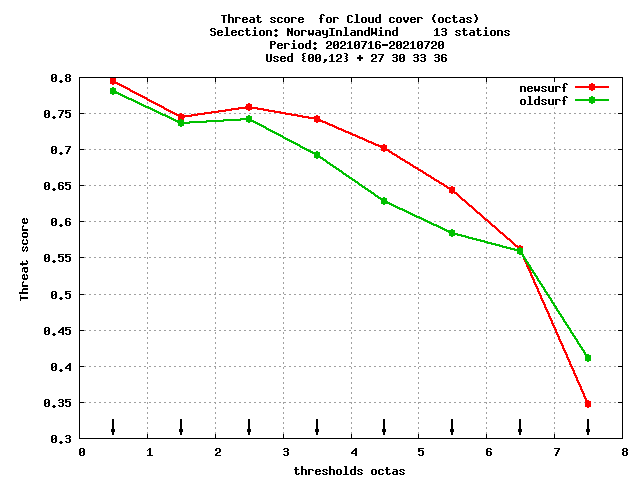 Threat score  for Cloud cover (octas)
Selection: NorwayInlandWind     13 stations
Period: 20210716-20210720
Used {00,12} + 27 30 33 36
newsurf
oldsurf
Threat score
0.8
0.75
0.7
0.65
0.6
0.55
0.5
0.45
0.4
0.35
0.3
0 1 2 3 4 5 6 7 8
thresholds octas